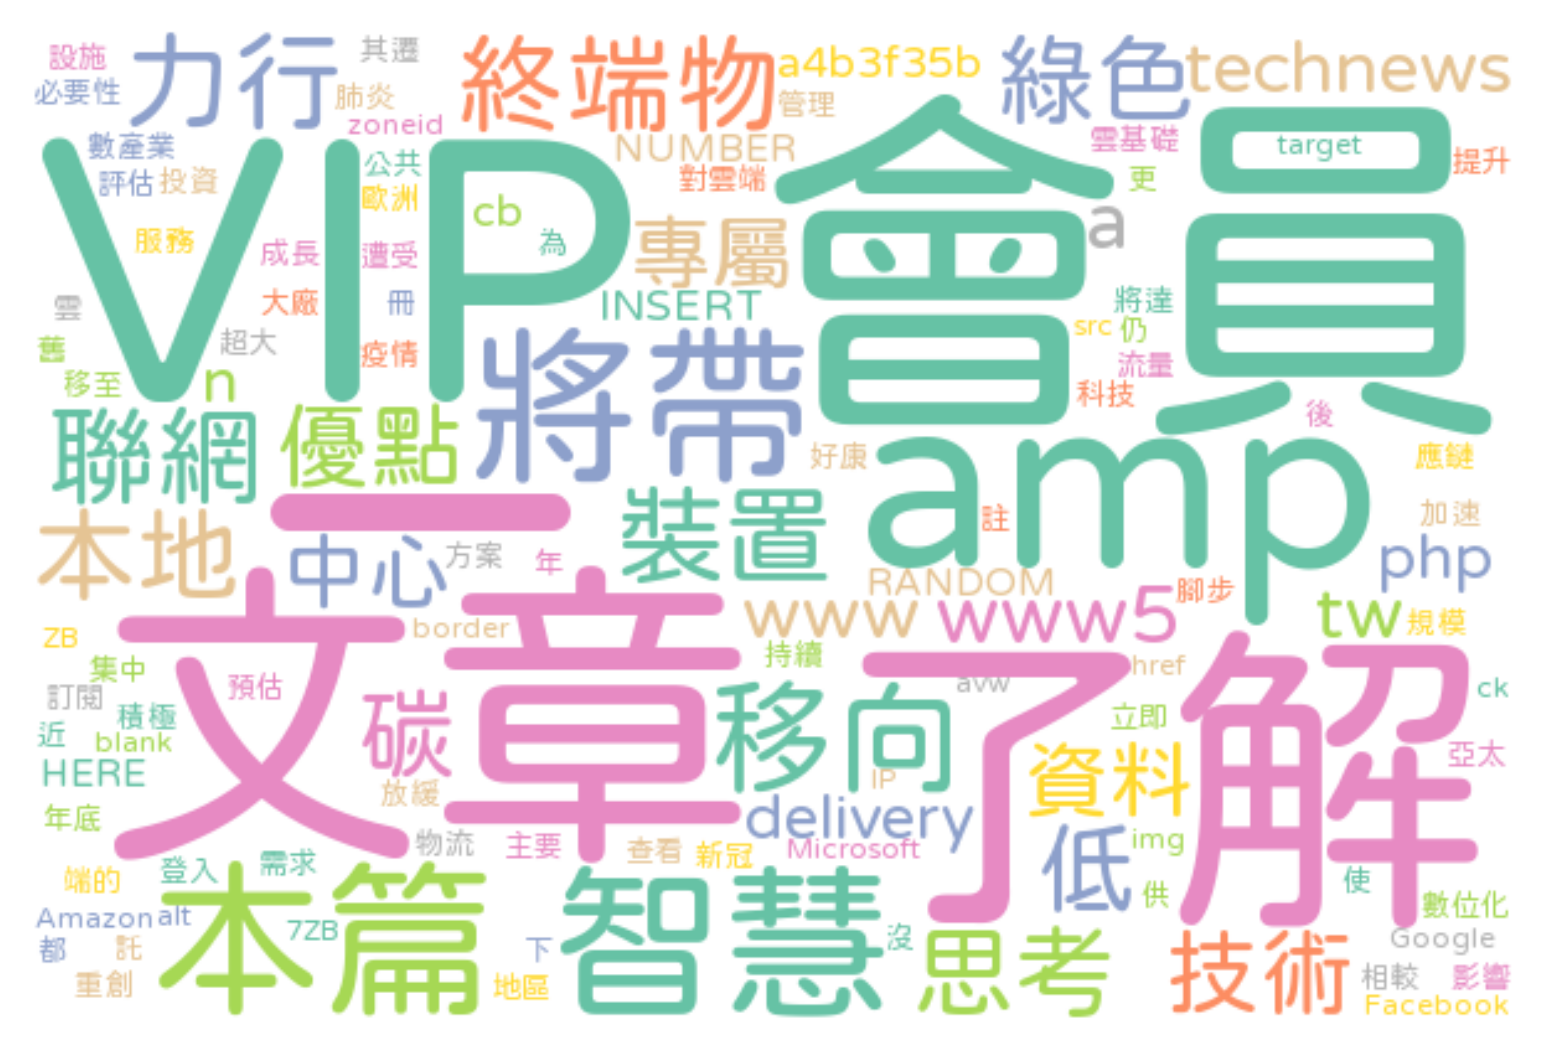 設施
力行
其遷
終端物
a4b3f35b
綠色
technews
必要性
肺炎
管理
zoneid
NUMBER
雲基礎
target
數產業
公共
對雲端
更
提升
評估
投資
歐洲
cb
VIP
會員
a
服務
成長
遭受
為
專屬
雲
大廠
冊
INSERT
將達
舊
超大
疫情
src
仍
流量
移至
n
將帶
科技
後
聯網
優點
好康
amp
應鏈
一
裝置
註
加速
本地
中心
方案
年
php
RANDOM
腳步
ZB
border
www
www5
tw
規模
集中
文章
持續
了解
href
訂閱
預估
avw
ck
積極
碳
移向
立即
近
blank
資料
亞太
HERE
放緩
IP
年底
delivery
物流
主要
查看
新冠
Microsoft
低
img
端的
登入
需求
使
供
Amazon
alt
本篇
智慧
數位化
7ZB
沒
思考
技術
Google
都
託
下
重創
地區
相較
影響
Facebook